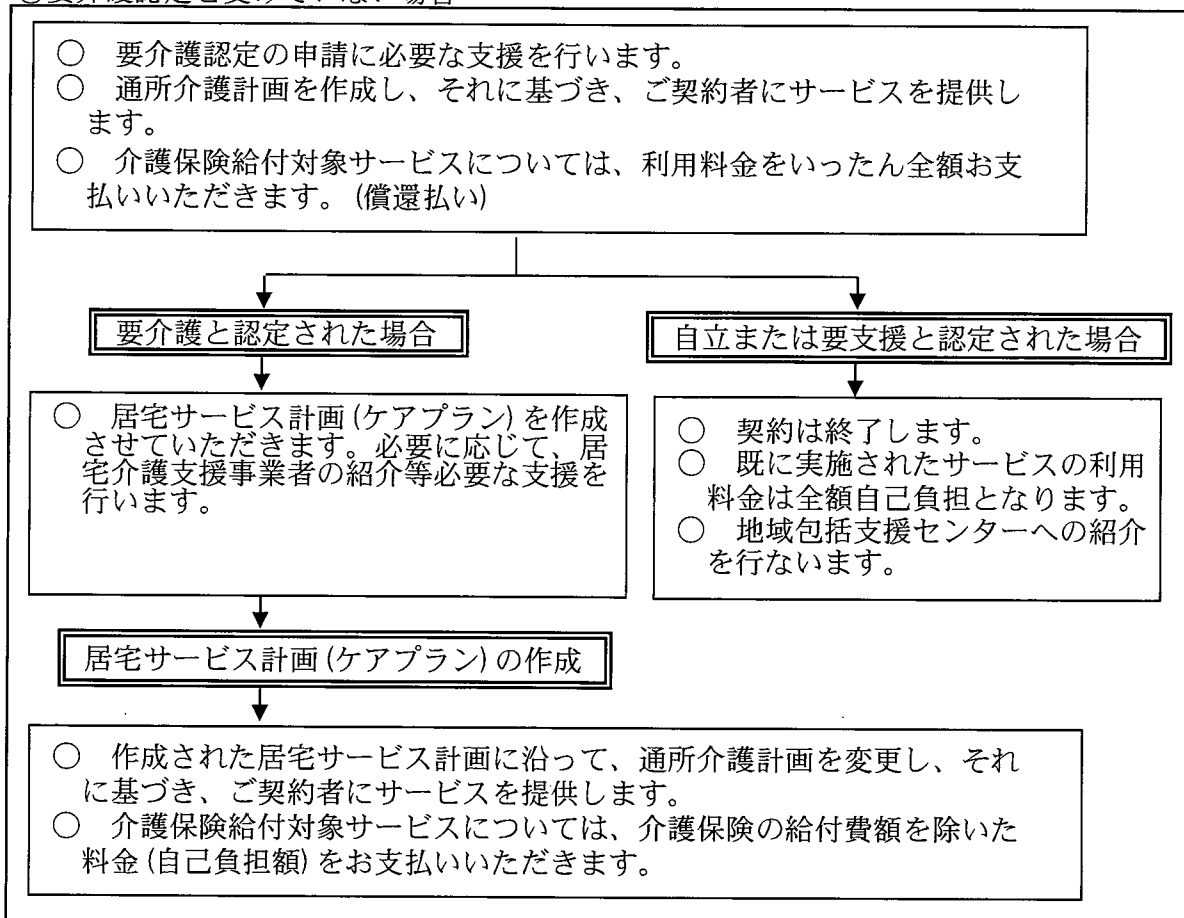 ○ 要介護認定の申請に必要な支援を行います。
○ 通所介護計画を作成し、それに基づき、ご契約者にサービスを提供し
ます。
○ 介護保険給付対象サービスについては、利用料金をいったん全額お支
払いいただきます。(償還払い)
要介護と認定された場合
自立または要支援と認定された場合
○ 居宅サービス計画(ケアプラン)を作成
させていただきます。必要に応じて、居
宅介護支援事業者の紹介等必要な支援を
行います。
○ 契約は終了します。
○ 既に実施されたサービスの利用
料金は全額自己負担となります。
○ 地域包括支援センターへの紹介
を行ないます。
居宅サービス計画(ケアプラン)の作成
○ 作成された居宅サービス計画に沿って、通所介護計画を変更し、それ
に基づき、ご契約者にサービスを提供します。
○ 介護保険給付対象サービスについては、介護保険の給付費額を除いた
料金(自己負担額)をお支払いいただきます。